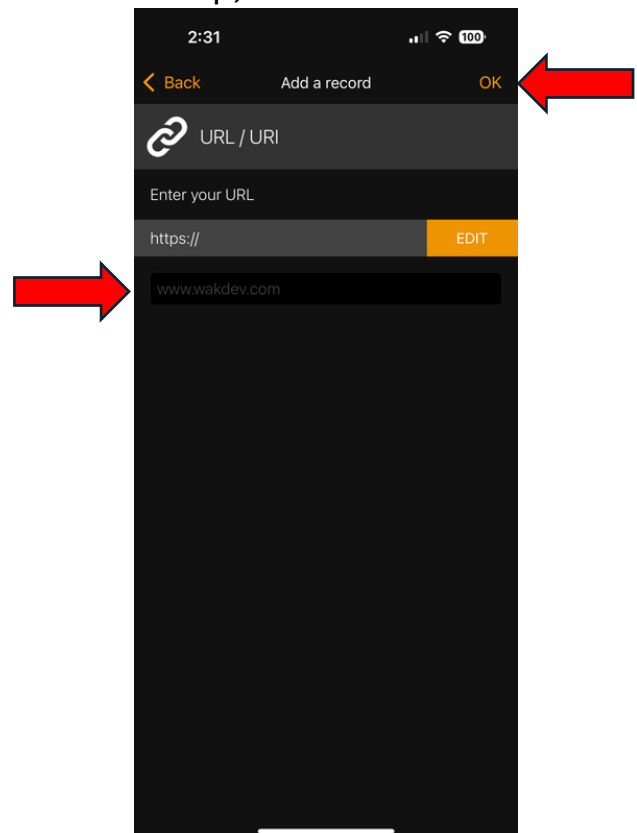 2:31
100
Back Add a record OK
URL / URI
Enter your URL
https:// EDIT
www.wakdev.com